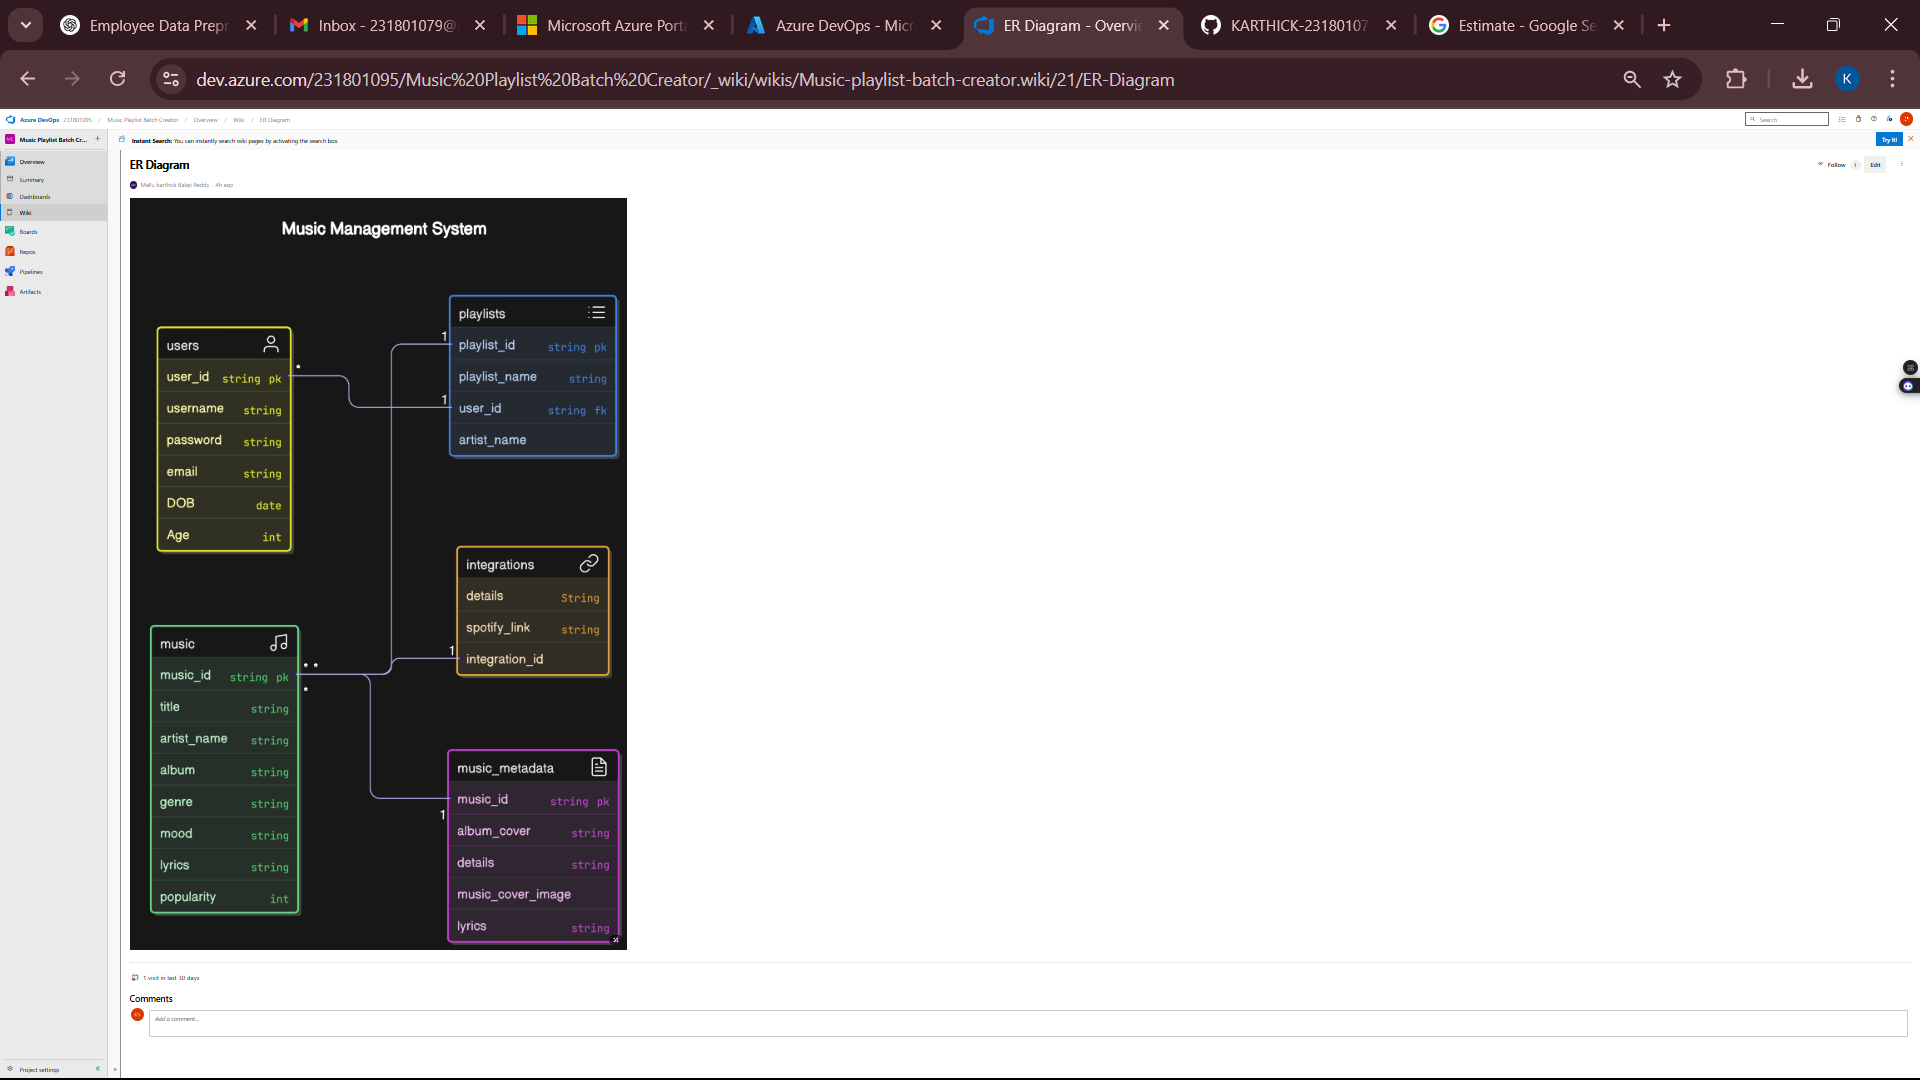 Employee Data Prepr
Inbox - 231801079@
Microsoft Azure Porta
Azure DevOps - Micr
ER Diagram - Overvie
KARTHICK-23180107
Estimate - Google Se
dev.azure.com/231801095/Music%20Playlist%20Batch%20Creator/_wiki/wikis/Music-playlist-batch-creator.wiki/21/ER-Diagram
K
Azure DevOps 231801095 / Music Playlist Batch Creator / Overview / Wiki / ER Diagram
Search
Music Playlist Batch Cr... +
Instant Search: You can instantly search wiki pages by activating the search box.
Try it!
Overview
Summary
Dashboards
Wiki
Boards
Repos
Pipelines
Artifacts
ER Diagram
Follow 1 Edit
Mallu karthick Balaji Reddy 4h ago
Music Management System
users
user_id string pk
username string
password string
email string
DOB date
Age int
*
1
1
playlists
playlist_id string pk
playlist_name string
user_id string fk
artist_name
integrations
details String
spotify_link string
integration_id
1
music
music_id string pk
title string
artist_name string
album string
genre string
mood string
lyrics string
popularity int
* *
*
1
music_metadata
music_id string pk
album_cover string
details string
music_cover_image
lyrics string
1 visit in last 30 days
Comments
Add a comment...
Project settings